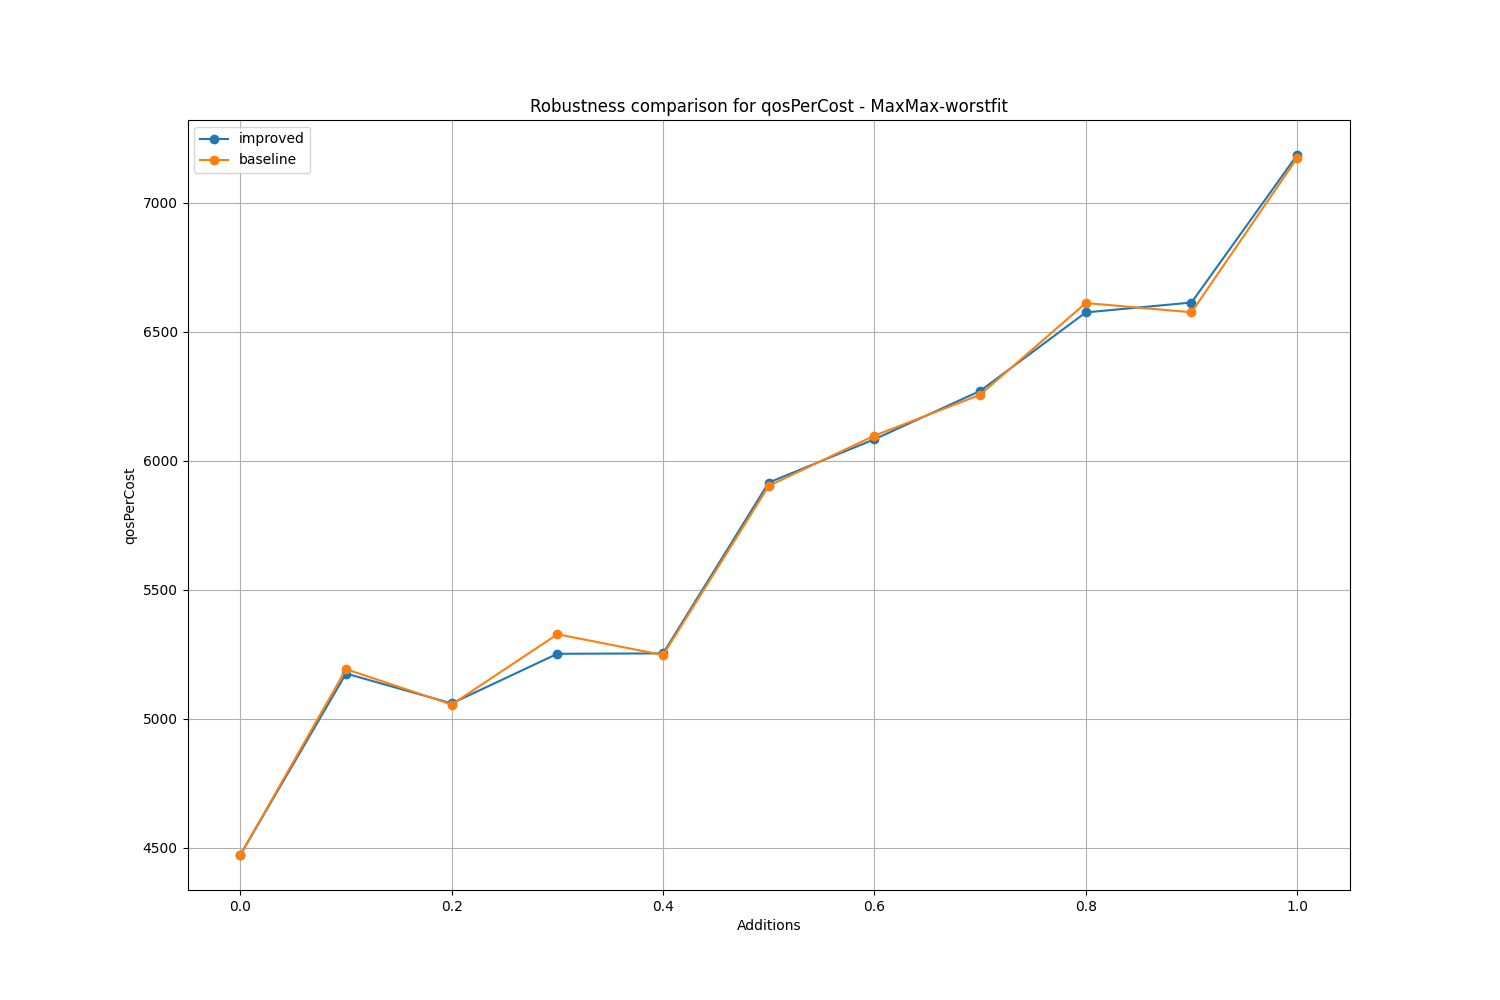 Robustness comparison for qosPerCost - MaxMax-worstfit
improved
baseline
7000
6500
6000
5500
5000
4500
qosPerCost
0.0 0.2 0.4 0.6 0.8 1.0
Additions